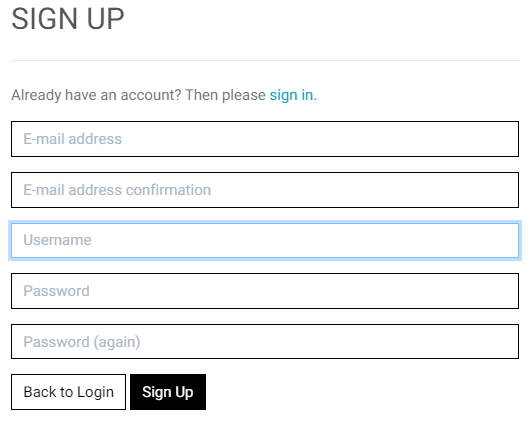 SIGN UP
Already have an account? Then please sign in.
E-mail address
E-mail address confirmation
Username
Password
Password (again)
Back to Login Sign Up